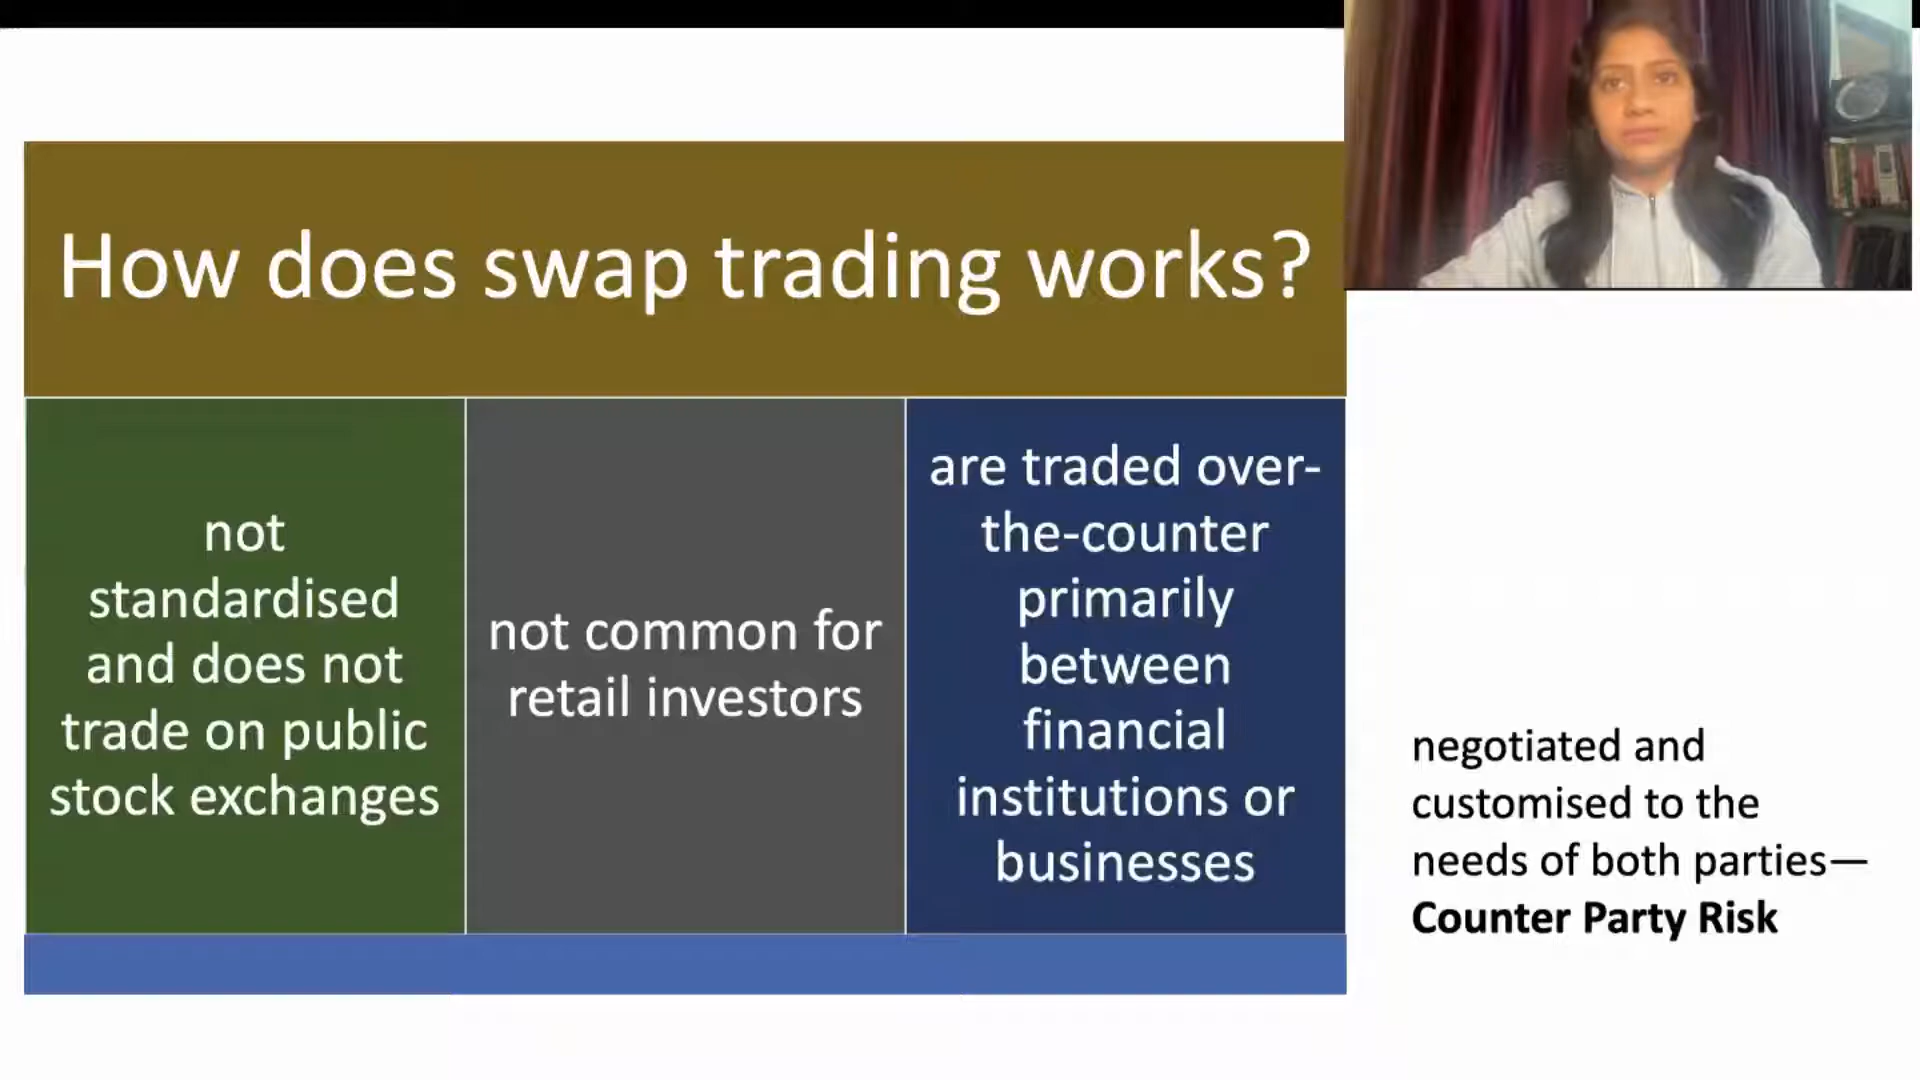 How does swap trading works?
not
standardised
and does not
trade on public
stock exchanges
not common for
retail investors
are traded over-
the-counter
primarily
between
financial
institutions or
businesses
negotiated and
customised to the
needs of both parties—
Counter Party Risk